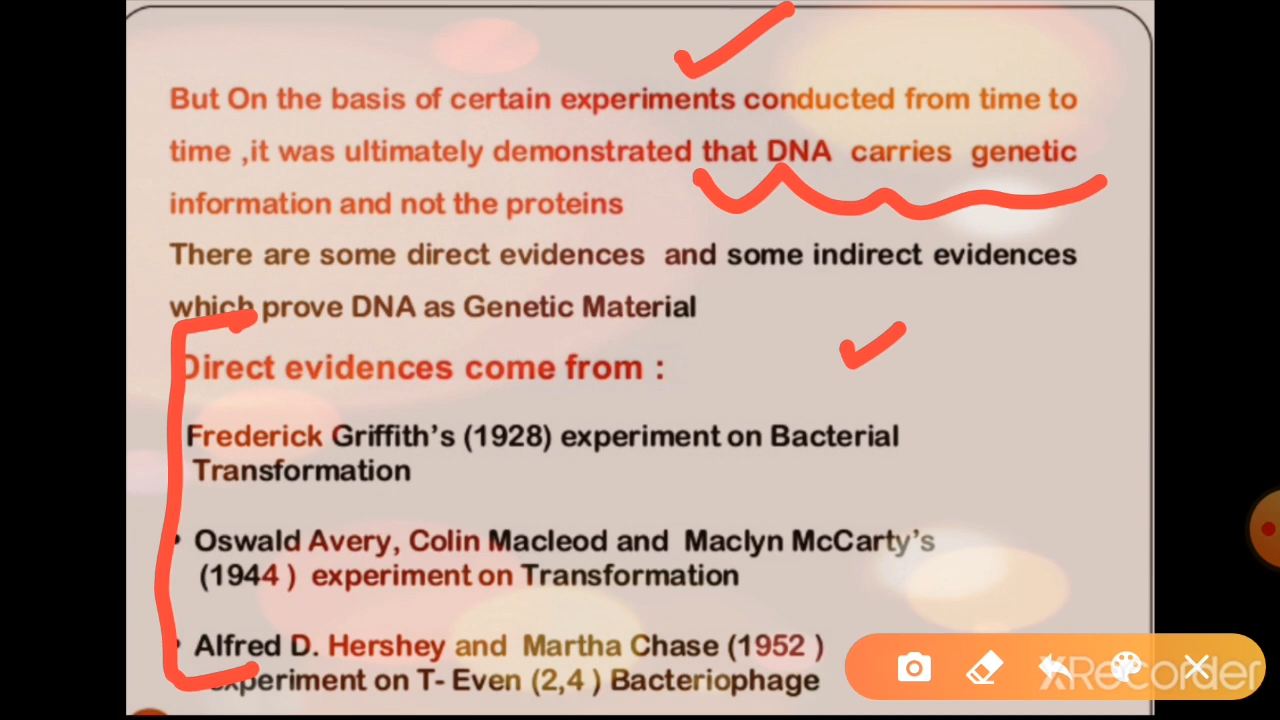 But On the basis of certain experiments conducted from time to
time ,it was ultimately demonstrated that DNA carries genetic
information and not the proteins
There are some direct evidences and some indirect evidences
which prove DNA as Genetic Material
Direct evidences come from :
Frederick Griffith's (1928) experiment on Bacterial
Transformation
• Oswald Avery, Colin Macleod and Maclyn McCarty's
(1944 ) experiment on Transformation
• Alfred D. Hershey and Martha Chase (1952 )
experiment on T- Even (2,4 ) Bacteriophage
XRecorder